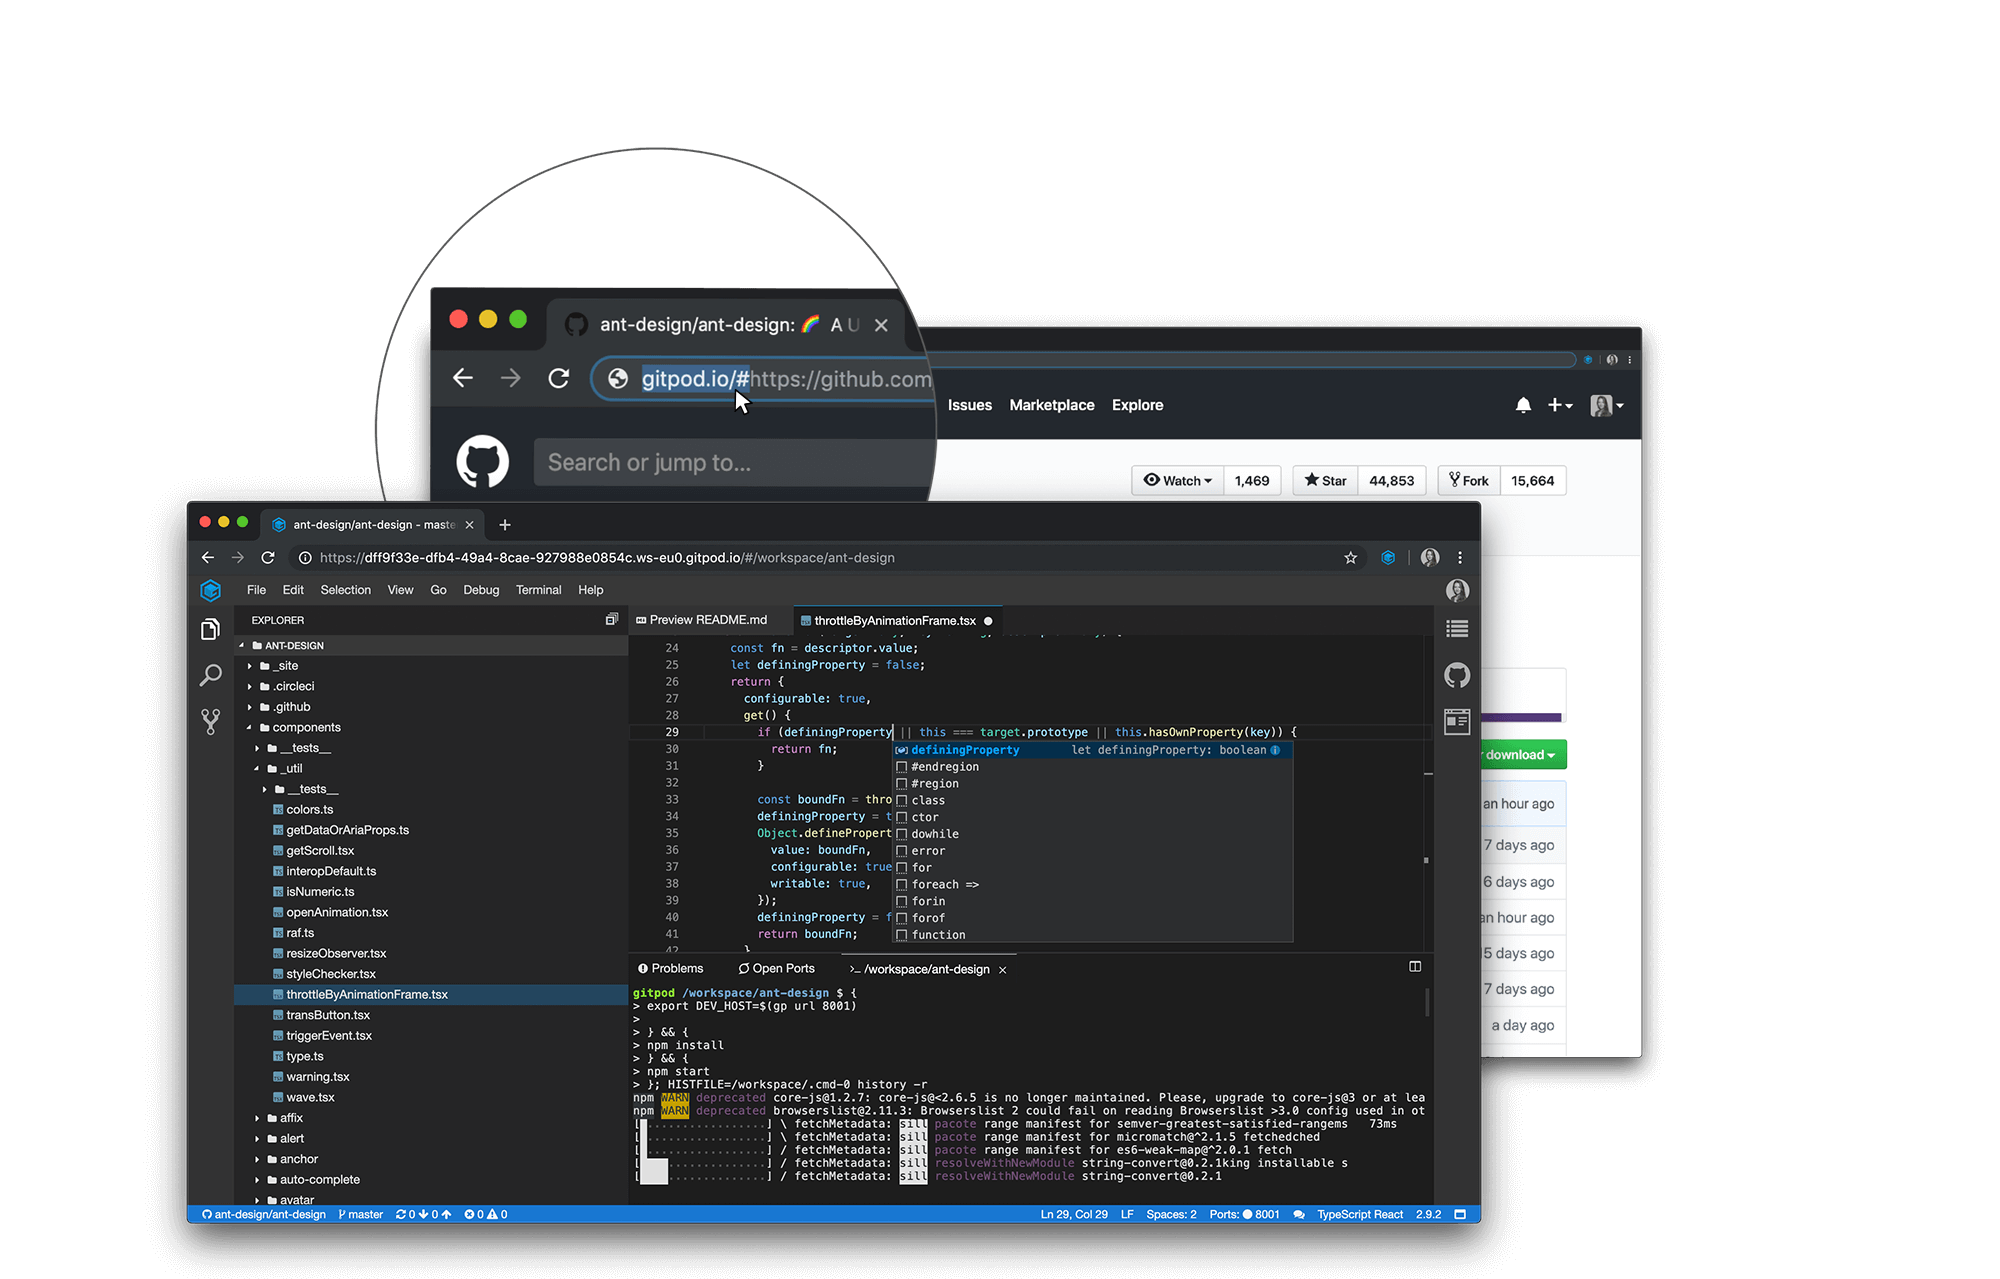 ant-design/ant-design: 🌈 A U
gitpod.io/#https://github.com
Search or jump to...
Issues Marketplace Explore
Watch 1,469 Star 44,853 Fork 15,664
download
an hour ago
7 days ago
6 days ago
an hour ago
15 days ago
7 days ago
a day ago
ant-design/ant-design - maste
https://dff9f33e-dfb4-49a4-8cae-927988e0854c.ws-eu0.gitpod.io/#/workspace/ant-design
File Edit Selection View Go Debug Terminal Help
EXPLORER
ANT-DESIGN
_site
.circleci
.github
components
__tests__
_util
__tests__
colors.ts
getDataOrAriaProps.ts
getScroll.tsx
interopDefault.ts
isNumeric.ts
openAnimation.tsx
raf.ts
resizeObserver.tsx
styleChecker.tsx
throttleByAnimationFrame.tsx
transButton.tsx
triggerEvent.tsx
type.ts
warning.tsx
wave.tsx
affix
alert
anchor
auto-complete
avatar
Preview README.md throttleByAnimationFrame.tsx
24 const fn = descriptor.value;
25 let definingProperty = false;
26 return {
27 configurable: true,
28 get() {
29 if (definingProperty || this === target.prototype || this.hasOwnProperty(key)) {
30 return fn;
31 }
32
33 const boundFn = thro
34 definingProperty = t
35 Object.definePropert
36 value: boundFn,
37 configurable: true
38 writable: true,
39 });
40 definingProperty = f
41 return boundFn;
42 }
definingProperty let definingProperty: boolean
#endregion
#region
class
ctor
dowhile
error
for
foreach =>
forin
forof
function
Problems Open Ports >_ /workspace/ant-design
gitpod /workspace/ant-design $ {
> export DEV_HOST=$(gp url 8001)
>
> } && {
> npm install
> } && {
> npm start
> }; HISTFILE=/workspace/.cmd-0 history -r
npm WARN deprecated core-js@1.2.7: core-js@<2.6.5 is no longer maintained. Please, upgrade to core-js@3 or at lea
npm WARN deprecated browserslist@2.11.3: Browserslist 2 could fail on reading Browserslist >3.0 config used in ot
[ .................] \ fetchMetadata: sill pacote range manifest for semver-greatest-satisfied-rangems 73ms
[ .................] \ fetchMetadata: sill pacote range manifest for micromatch@^2.1.5 fetchedched
[ .................] / fetchMetadata: sill pacote range manifest for es6-weak-map@^2.0.1 fetch
[ ..............] / fetchMetadata: sill resolveWithNewModule string-convert@0.2.1king installable s
[ ..............] / fetchMetadata: sill resolveWithNewModule string-convert@0.2.1
ant-design/ant-design master 0 0 0 0 Ln 29, Col 29 LF Spaces: 2 Ports: 8001 TypeScript React 2.9.2